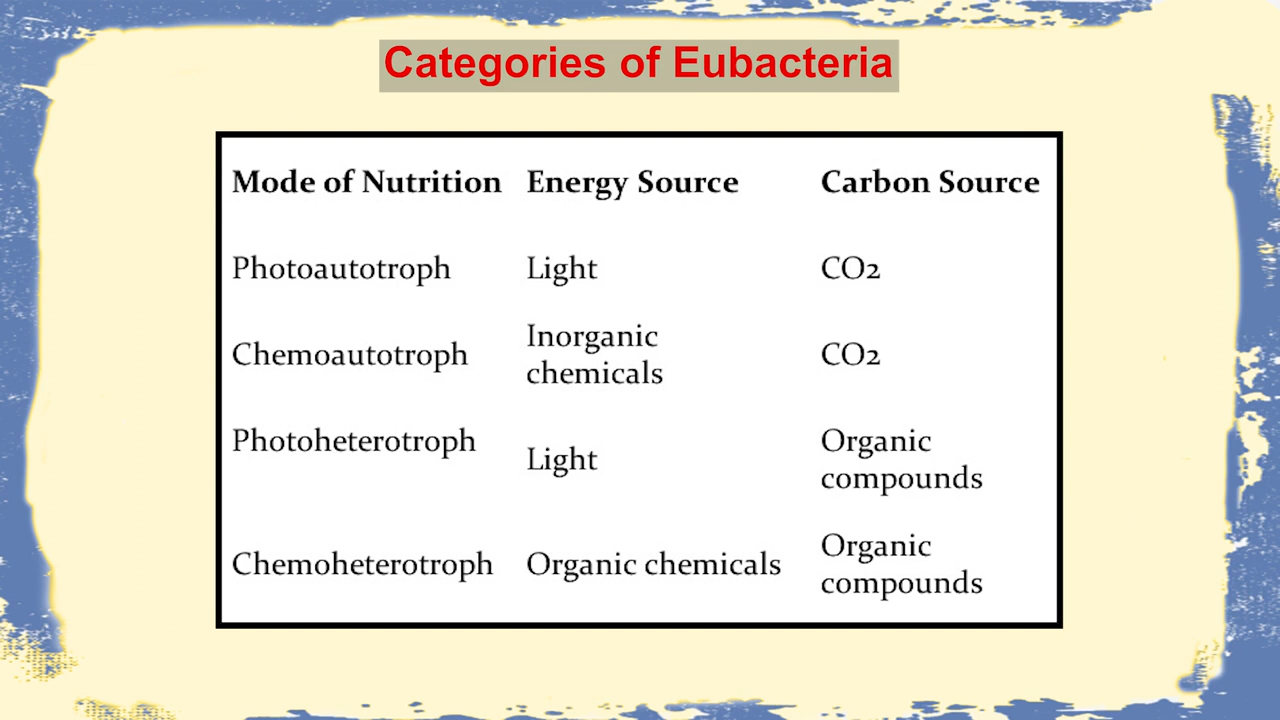 Categories of Eubacteria
Mode of Nutrition Energy Source Carbon Source
Photoautotroph Light CO2
Chemoautotroph Inorganic chemicals CO2
Photoheterotroph Light Organic compounds
Chemoheterotroph Organic chemicals Organic compounds